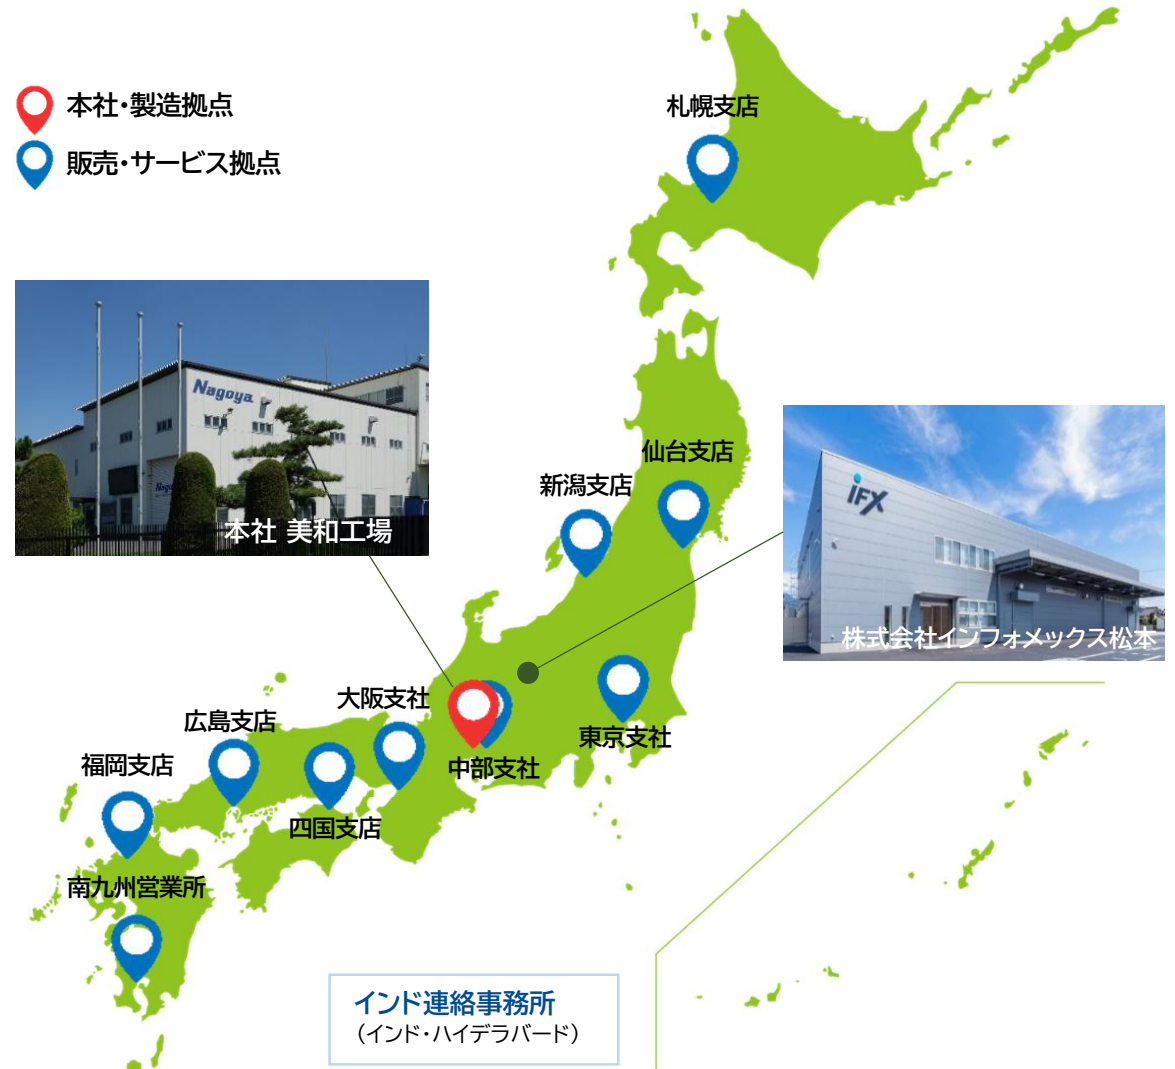 本社・製造拠点
販売・サービス拠点
札幌支店
Nagoya
本社 美和工場
仙台支店
新潟支店
iFX
株式会社インフォメックス松本
大阪支社
広島支店
東京支社
中部支社
福岡支店
四国支店
南九州営業所
インド連絡事務所
(インド・ハイデラバード)